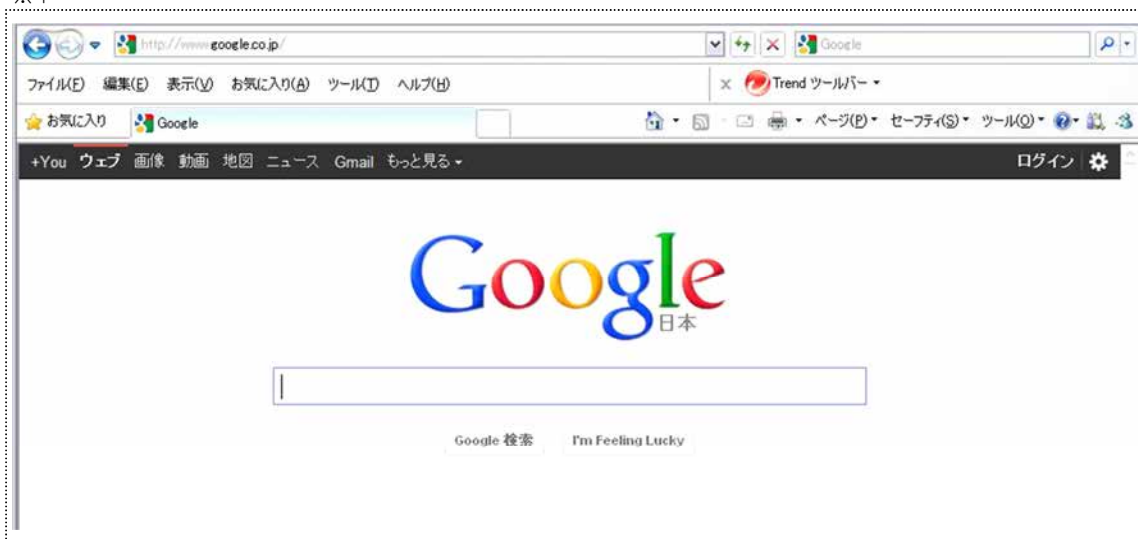 http://www.google.co.jp/ Google
ファイル(F) 編集(E) 表示(V) お気に入り(A) ツール(T) ヘルプ(H) x Trend ツールバー
お気に入り Google ページ(P) セーフティ(S) ツール(O)
+You ウェブ 画像 動画 地図 ニュース Gmail もっと見る ログイン
Google
日本
Google 検索 I'm Feeling Lucky